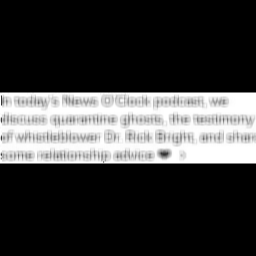 In today's News O'Clock podcast, we
discuss quarantine ghosts, the testimony
of whistleblower Dr. Rick Bright, and shar
some relationship advice